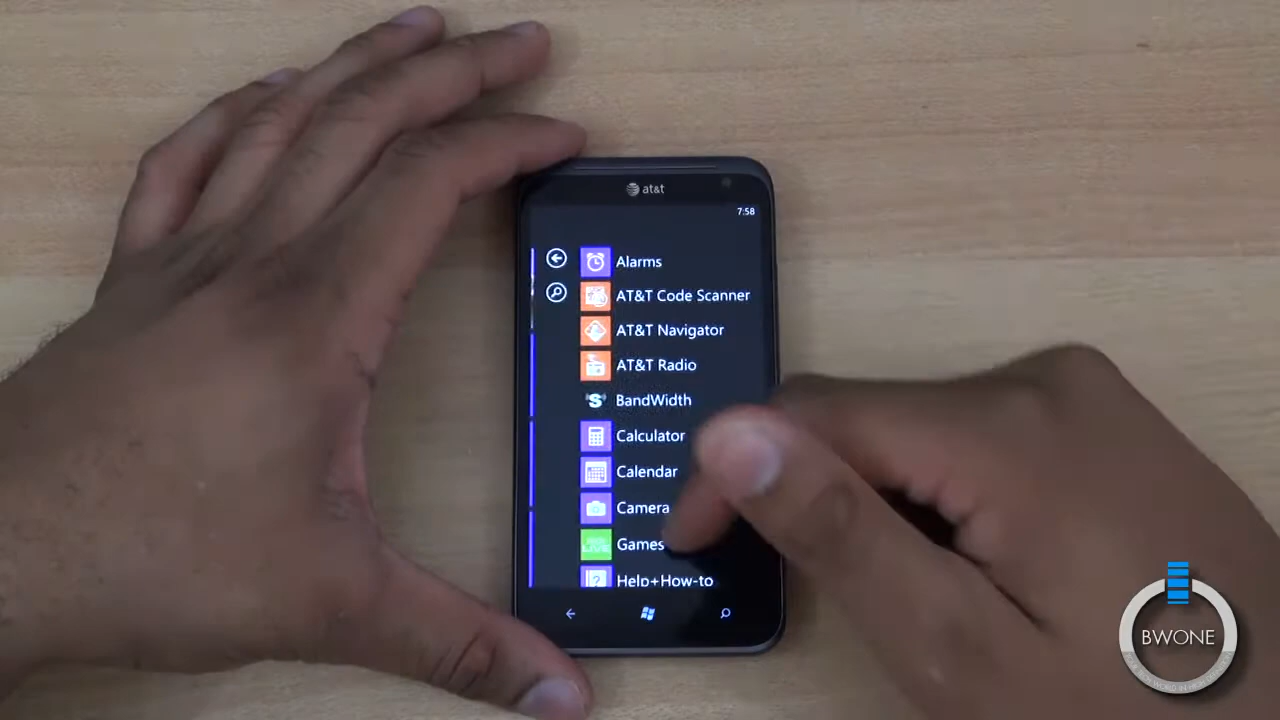 at&t
7:58
Alarms
AT&T Code Scanner
AT&T Navigator
AT&T Radio
S BandWidth
Calculator
Calendar
Camera
LIVE Games
? Help+How-to
BWONE